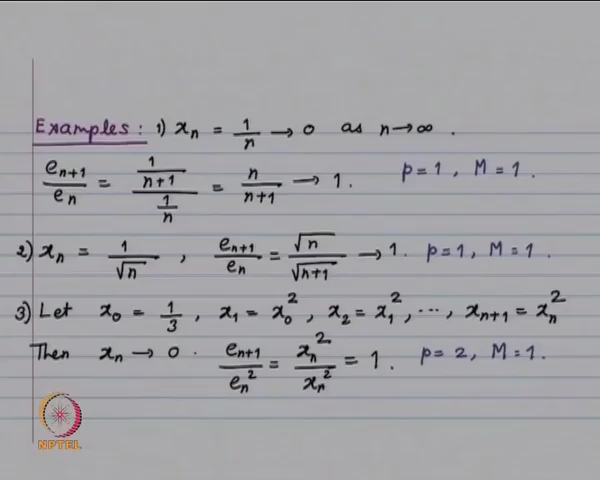 Examples: 1) xₙ = 1/n → 0 as n→∞.
eₙ₊₁/eₙ = (1/(n+1))/(1/n) = n/(n+1) → 1. p=1, M=1.
2) xₙ = 1/√n, eₙ₊₁/eₙ = √n/√(n+1) → 1. p=1, M=1.
3) Let x₀ = 1/3, x₁ = x₀², x₂ = x₁², ⋯, xₙ₊₁ = xₙ²
Then xₙ → 0. eₙ₊₁/eₙ² = xₙ²/xₙ² = 1. p=2, M=1.
NPTEL